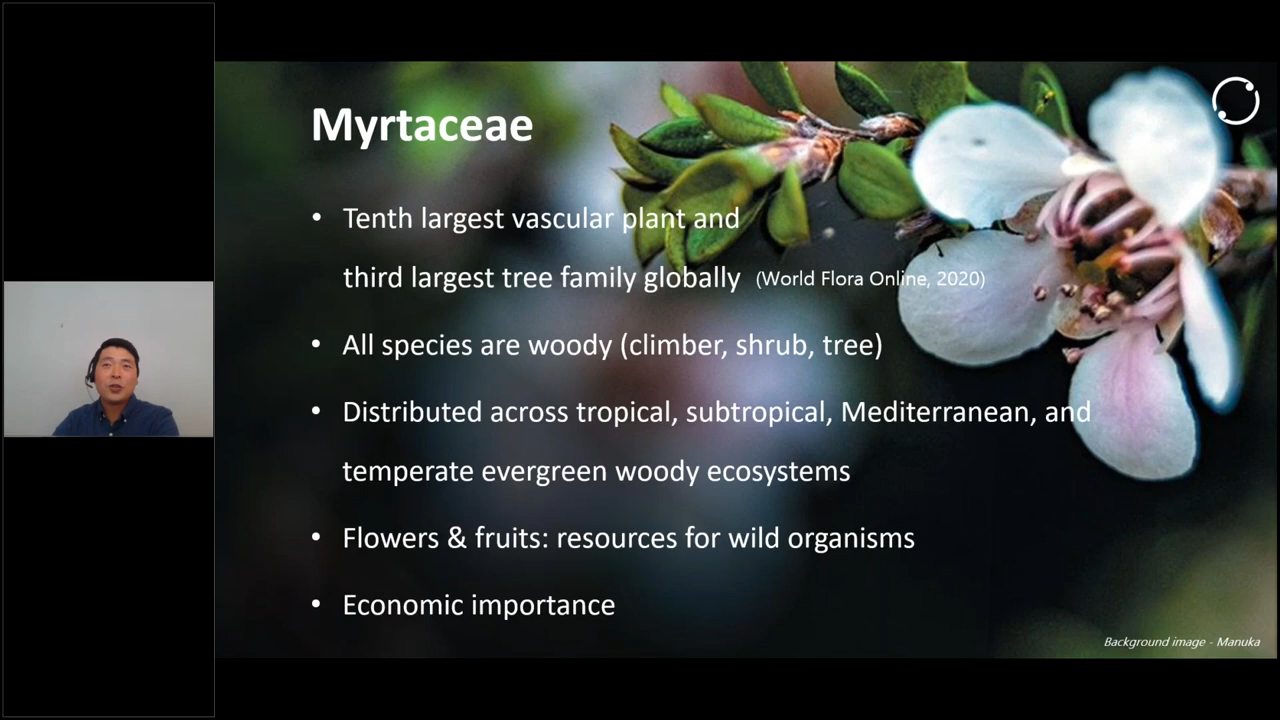 Myrtaceae
• Tenth largest vascular plant and
third largest tree family globally (World Flora Online, 2020)
• All species are woody (climber, shrub, tree)
• Distributed across tropical, subtropical, Mediterranean, and
temperate evergreen woody ecosystems
• Flowers & fruits: resources for wild organisms
• Economic importance
Background image - Manuka